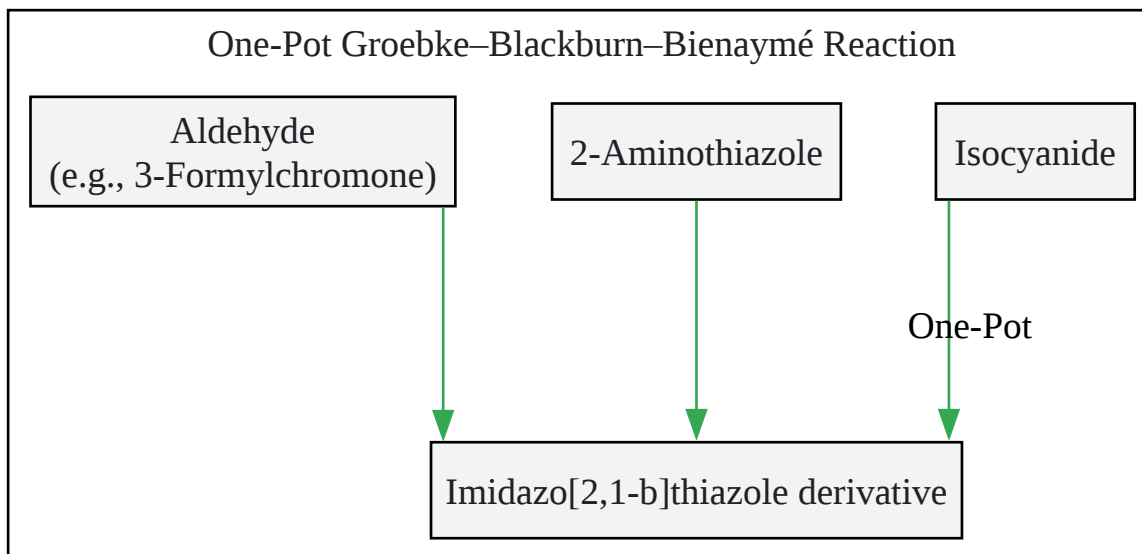 One-Pot Groebke–Blackburn–Bienaymé Reaction
Aldehyde
(e.g., 3-Formylchromone)
2-Aminothiazole
Isocyanide
One-Pot
Imidazo[2,1-b]thiazole derivative